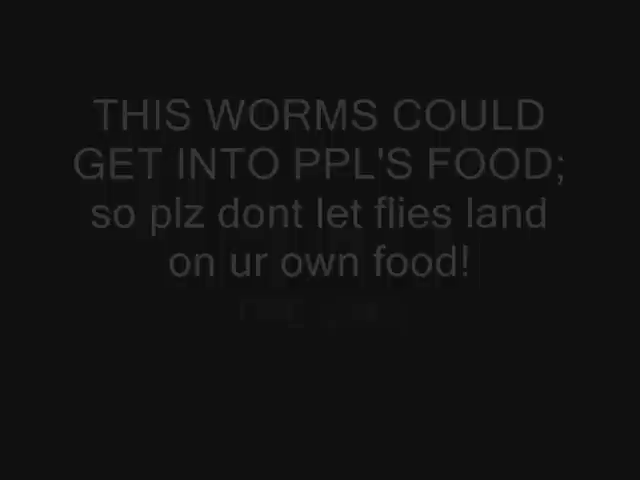 THIS WORMS COULD
GET INTO PPL'S FOOD;
so plz dont let flies land
on ur own food!